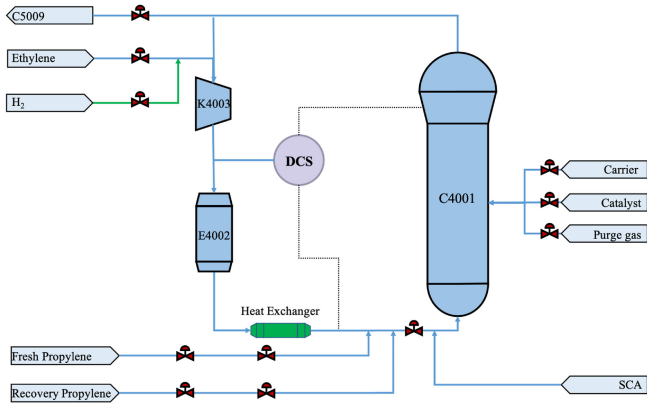 C5009
Ethylene
H₂
K4003
DCS
C4001
Carrier
Catalyst
Purge gas
E4002
Heat Exchanger
Fresh Propylene
Recovery Propylene
SCA